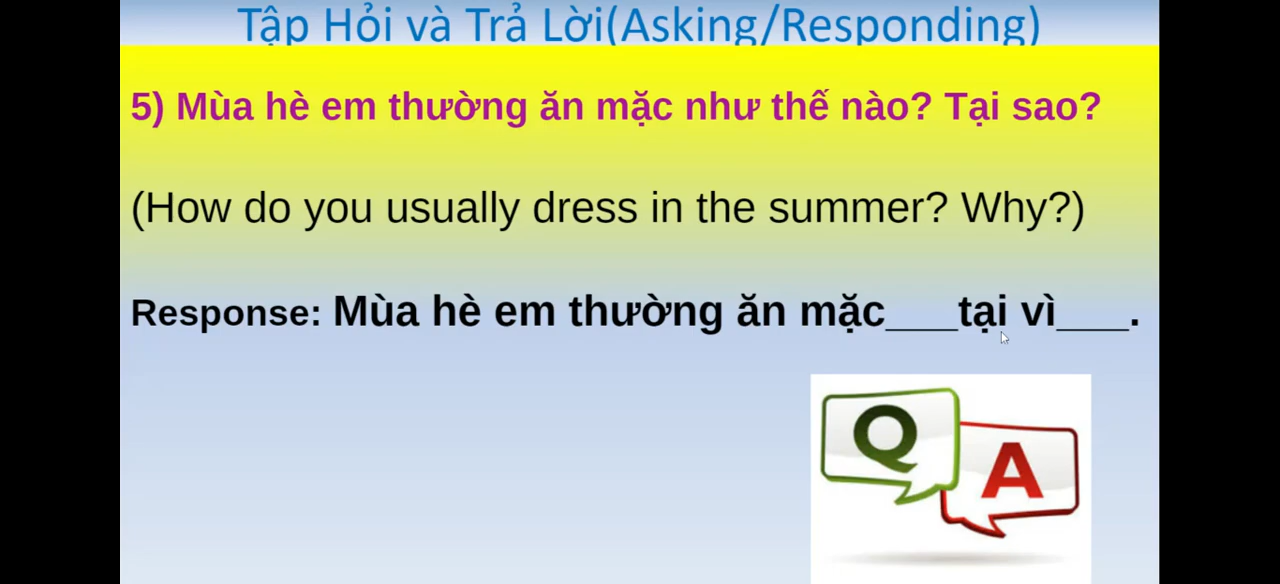 Tập Hỏi và Trả Lời(Asking/Responding)
5) Mùa hè em thường ăn mặc như thế nào? Tại sao?
(How do you usually dress in the summer? Why?)
Response: Mùa hè em thường ăn mặc___tại vì___.
Q
A